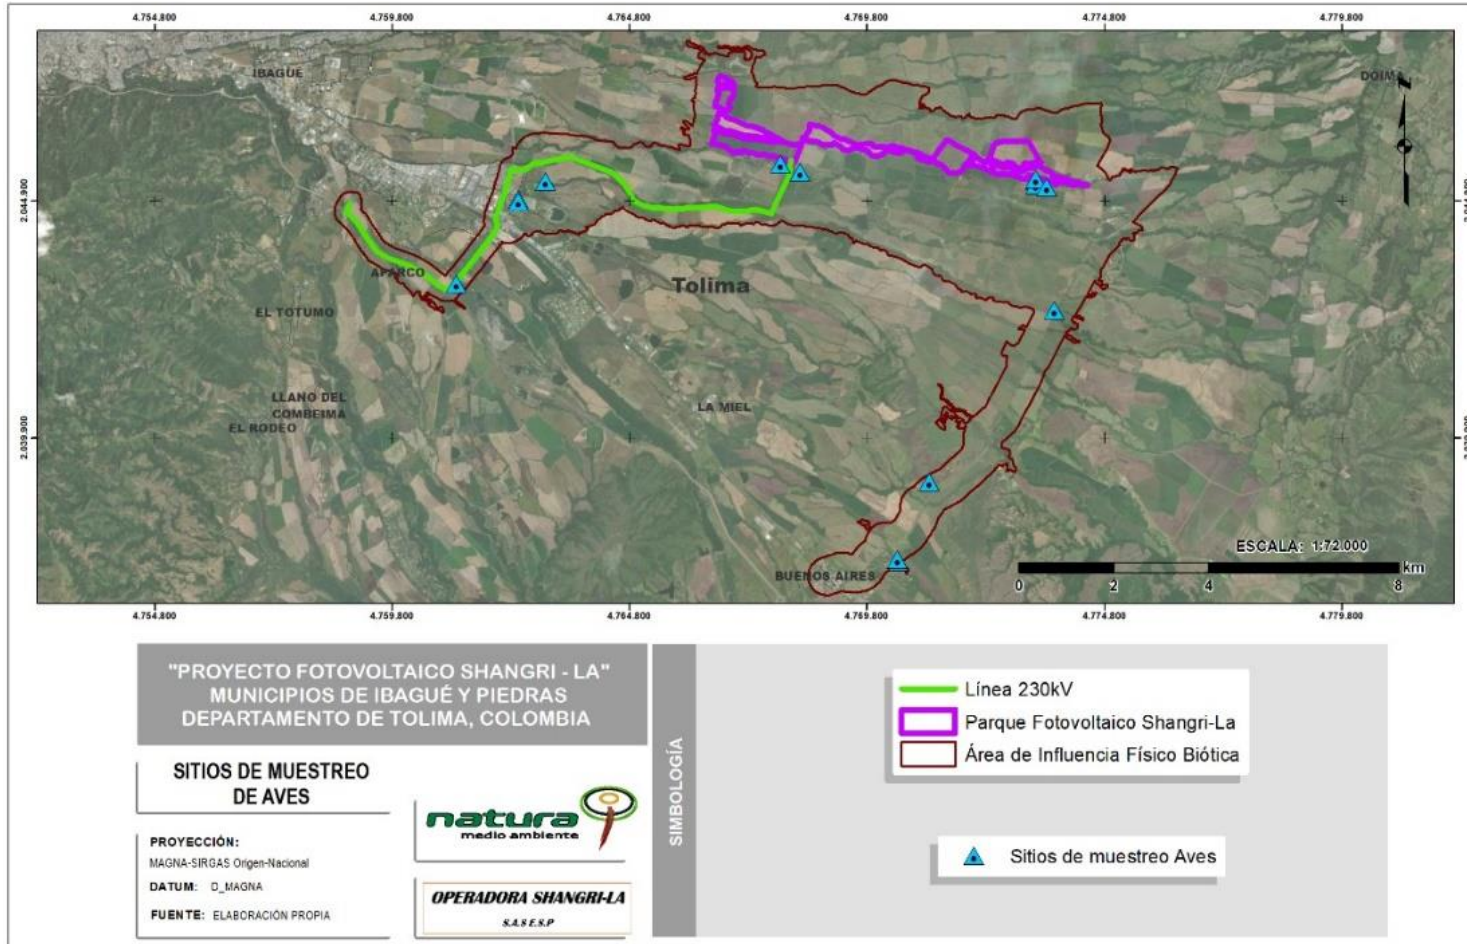 4.754.800 4.759.800 4.764.800 4.769.800 4.774.800 4.779.800
IBAGUE
DOIMA
2.044.900
APARCO
Tolima
EL TOTUMO
LLANO DEL
COMBEIMA
EL RODEO
LA MIEL
2.039.900
BUENOS AIRES
ESCALA: 1:72.000
km
0 2 4 8
4.754.800 4.759.800 4.764.800 4.769.800 4.774.800 4.779.800
"PROYECTO FOTOVOLTAICO SHANGRI - LA"
MUNICIPIOS DE IBAGUÉ Y PIEDRAS
DEPARTAMENTO DE TOLIMA, COLOMBIA
SITIOS DE MUESTREO
DE AVES
PROYECCIÓN:
MAGNA-SIRGAS Origen-Nacional
DATUM: D_MAGNA
FUENTE: ELABORACIÓN PROPIA
natura
medio ambiente
OPERADORA SHANGRI-LA
S.A.S E.S.P
SIMBOLOGÍA
Línea 230kV
Parque Fotovoltaico Shangri-La
Área de Influencia Físico Biótica
Sitios de muestreo Aves